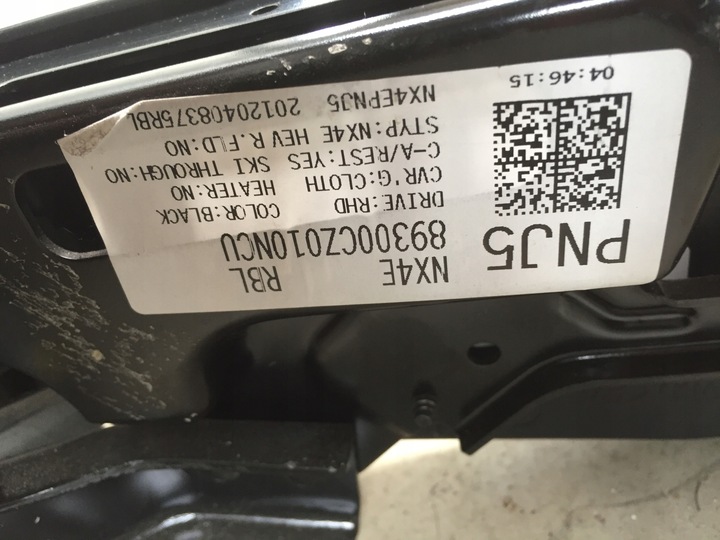 PNJ5
NX4E RBL
89300CZ010NCU
DRIVE:RHD COLOR:BLACK
CVR'G:CLOTH HEATER:NO
C-A/REST:YES SKI THROUGH:NO
STYP:NX4E HEV R.FLD:NO
NX4EPNJ5 20120408375RBL
04:46:15